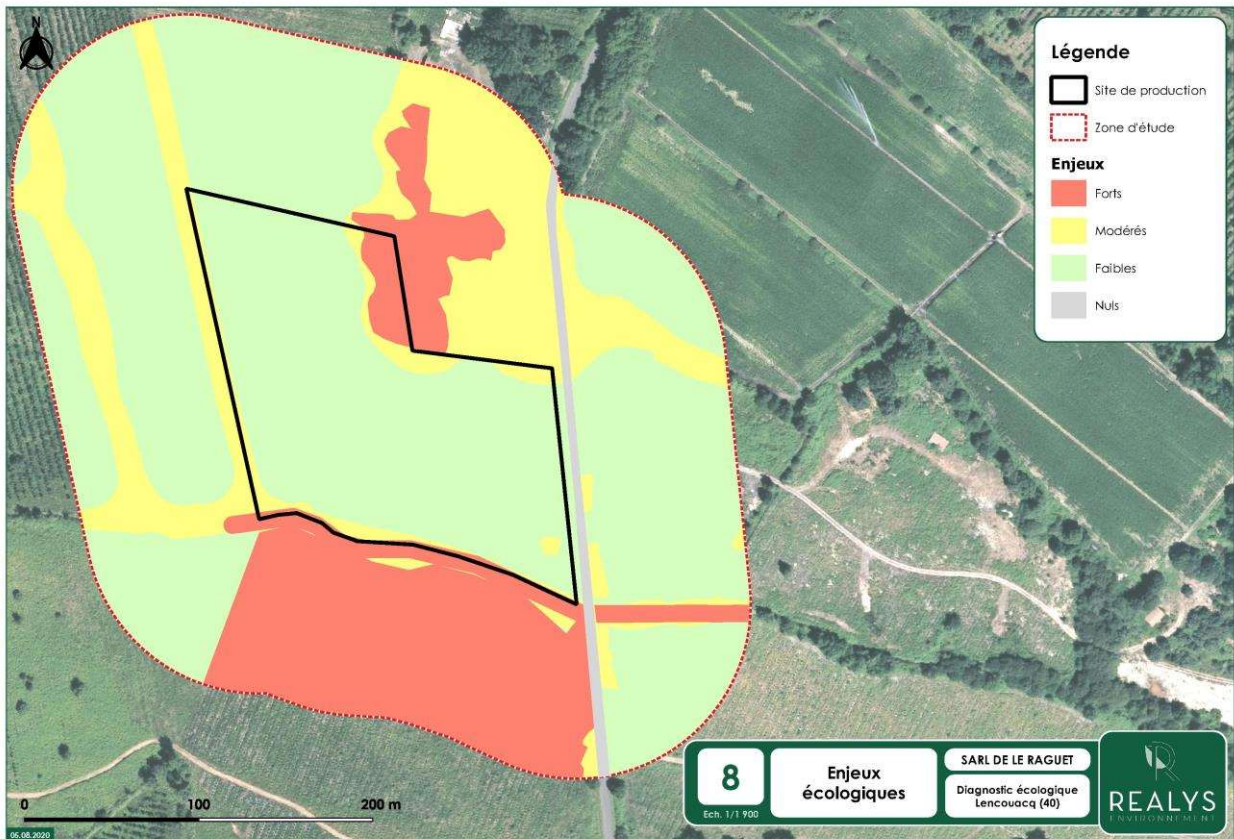 N
Légende
Site de production
Zone d'étude
Enjeux
Forts
Modérés
Faibles
Nuls
0 100 200 m
05.08.2020
8
Ech. 1/1 900
Enjeux
écologiques
SARL DE LE RAGUET
Diagnostic écologique
Lencouacq (40)
REALYS
ENVIRONNEMENT